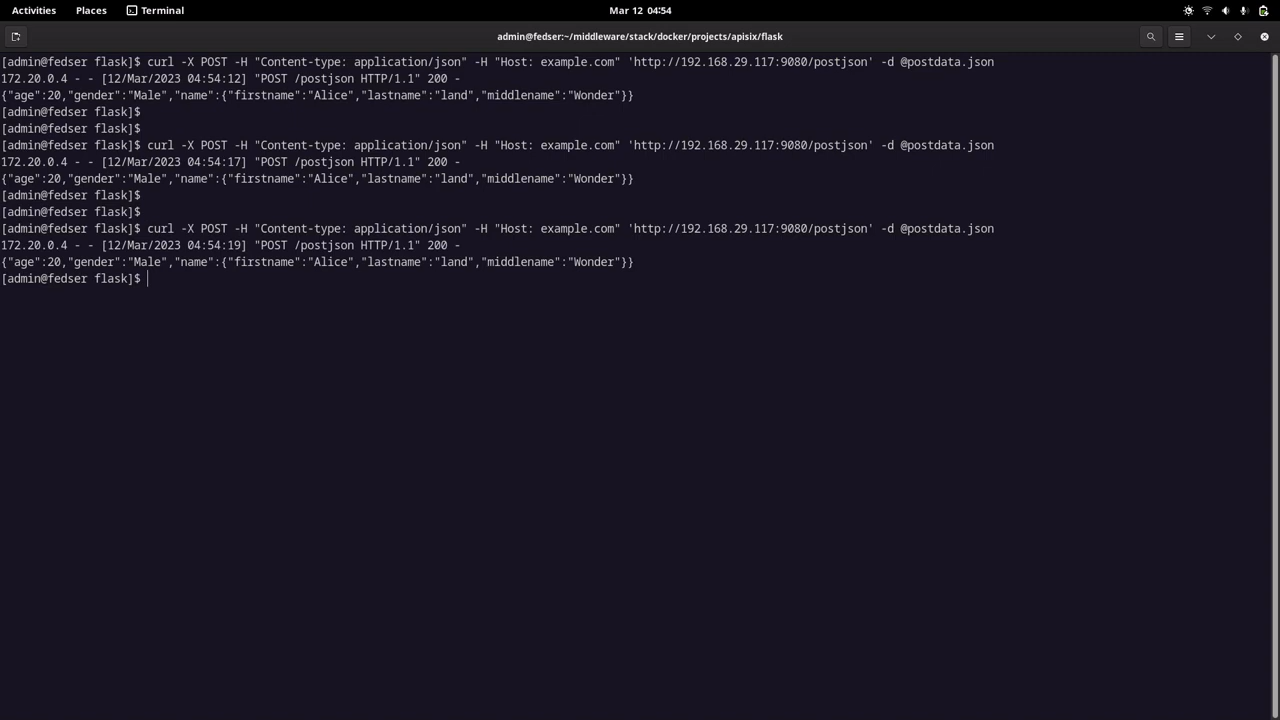 Activities Places Terminal Mar 12 04:54
admin@fedser:~/middleware/stack/docker/projects/apisix/flask
[admin@fedser flask]$ curl -X POST -H "Content-type: application/json" -H "Host: example.com" 'http://192.168.29.117:9080/postjson' -d @postdata.json
172.20.0.4 - - [12/Mar/2023 04:54:12] "POST /postjson HTTP/1.1" 200 -
{"age":20,"gender":"Male","name":{"firstname":"Alice","lastname":"land","middlename":"Wonder"}}
[admin@fedser flask]$
[admin@fedser flask]$
[admin@fedser flask]$ curl -X POST -H "Content-type: application/json" -H "Host: example.com" 'http://192.168.29.117:9080/postjson' -d @postdata.json
172.20.0.4 - - [12/Mar/2023 04:54:17] "POST /postjson HTTP/1.1" 200 -
{"age":20,"gender":"Male","name":{"firstname":"Alice","lastname":"land","middlename":"Wonder"}}
[admin@fedser flask]$
[admin@fedser flask]$
[admin@fedser flask]$ curl -X POST -H "Content-type: application/json" -H "Host: example.com" 'http://192.168.29.117:9080/postjson' -d @postdata.json
172.20.0.4 - - [12/Mar/2023 04:54:19] "POST /postjson HTTP/1.1" 200 -
{"age":20,"gender":"Male","name":{"firstname":"Alice","lastname":"land","middlename":"Wonder"}}
[admin@fedser flask]$